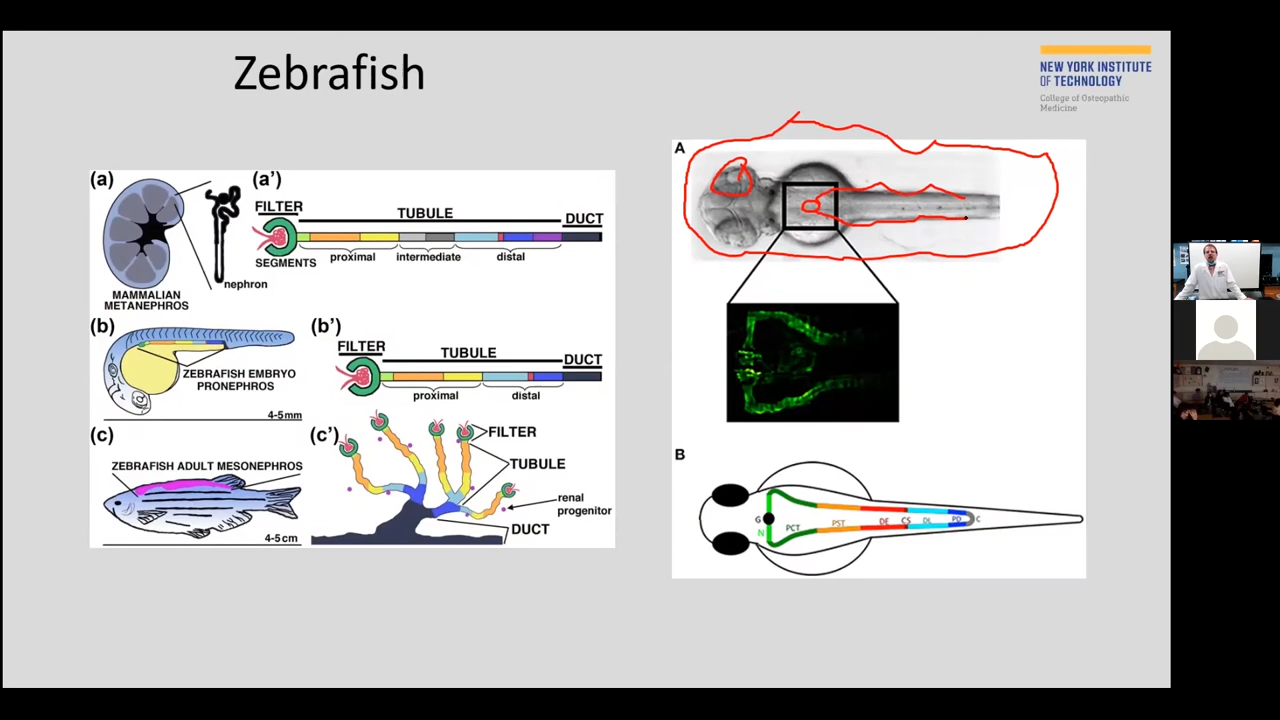 Zebrafish
NEW YORK INSTITUTE
OF TECHNOLOGY
College of Osteopathic
Medicine
(a)
MAMMALIAN
METANEPHROS
nephron
(a')
FILTER
TUBULE
DUCT
SEGMENTS
proximal
intermediate
distal
(b)
ZEBRAFISH EMBRYO
PRONEPHROS
4-5mm
(b')
FILTER
TUBULE
DUCT
proximal
distal
(c)
ZEBRAFISH ADULT MESONEPHROS
4-5cm
(c')
FILTER
TUBULE
renal
progenitor
DUCT
A
B
G
N
PCT
PST
DE
CS
DL
PD
C